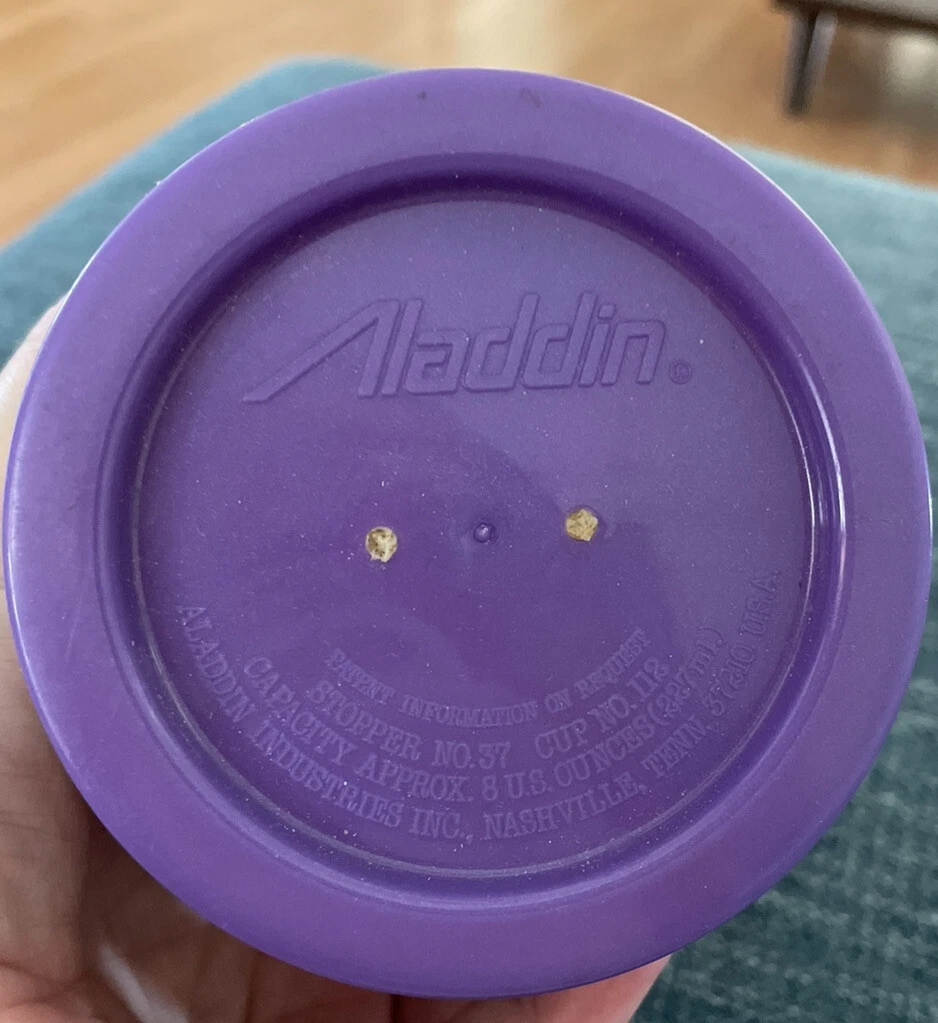 Aladdin®
PATENT INFORMATION ON REQUEST
STOPPER NO. 37 CUP NO. 112
CAPACITY APPROX. 8 U.S. OUNCES (237 mL)
ALADDIN INDUSTRIES INC., NASHVILLE, TENN. 37210 U.S.A.